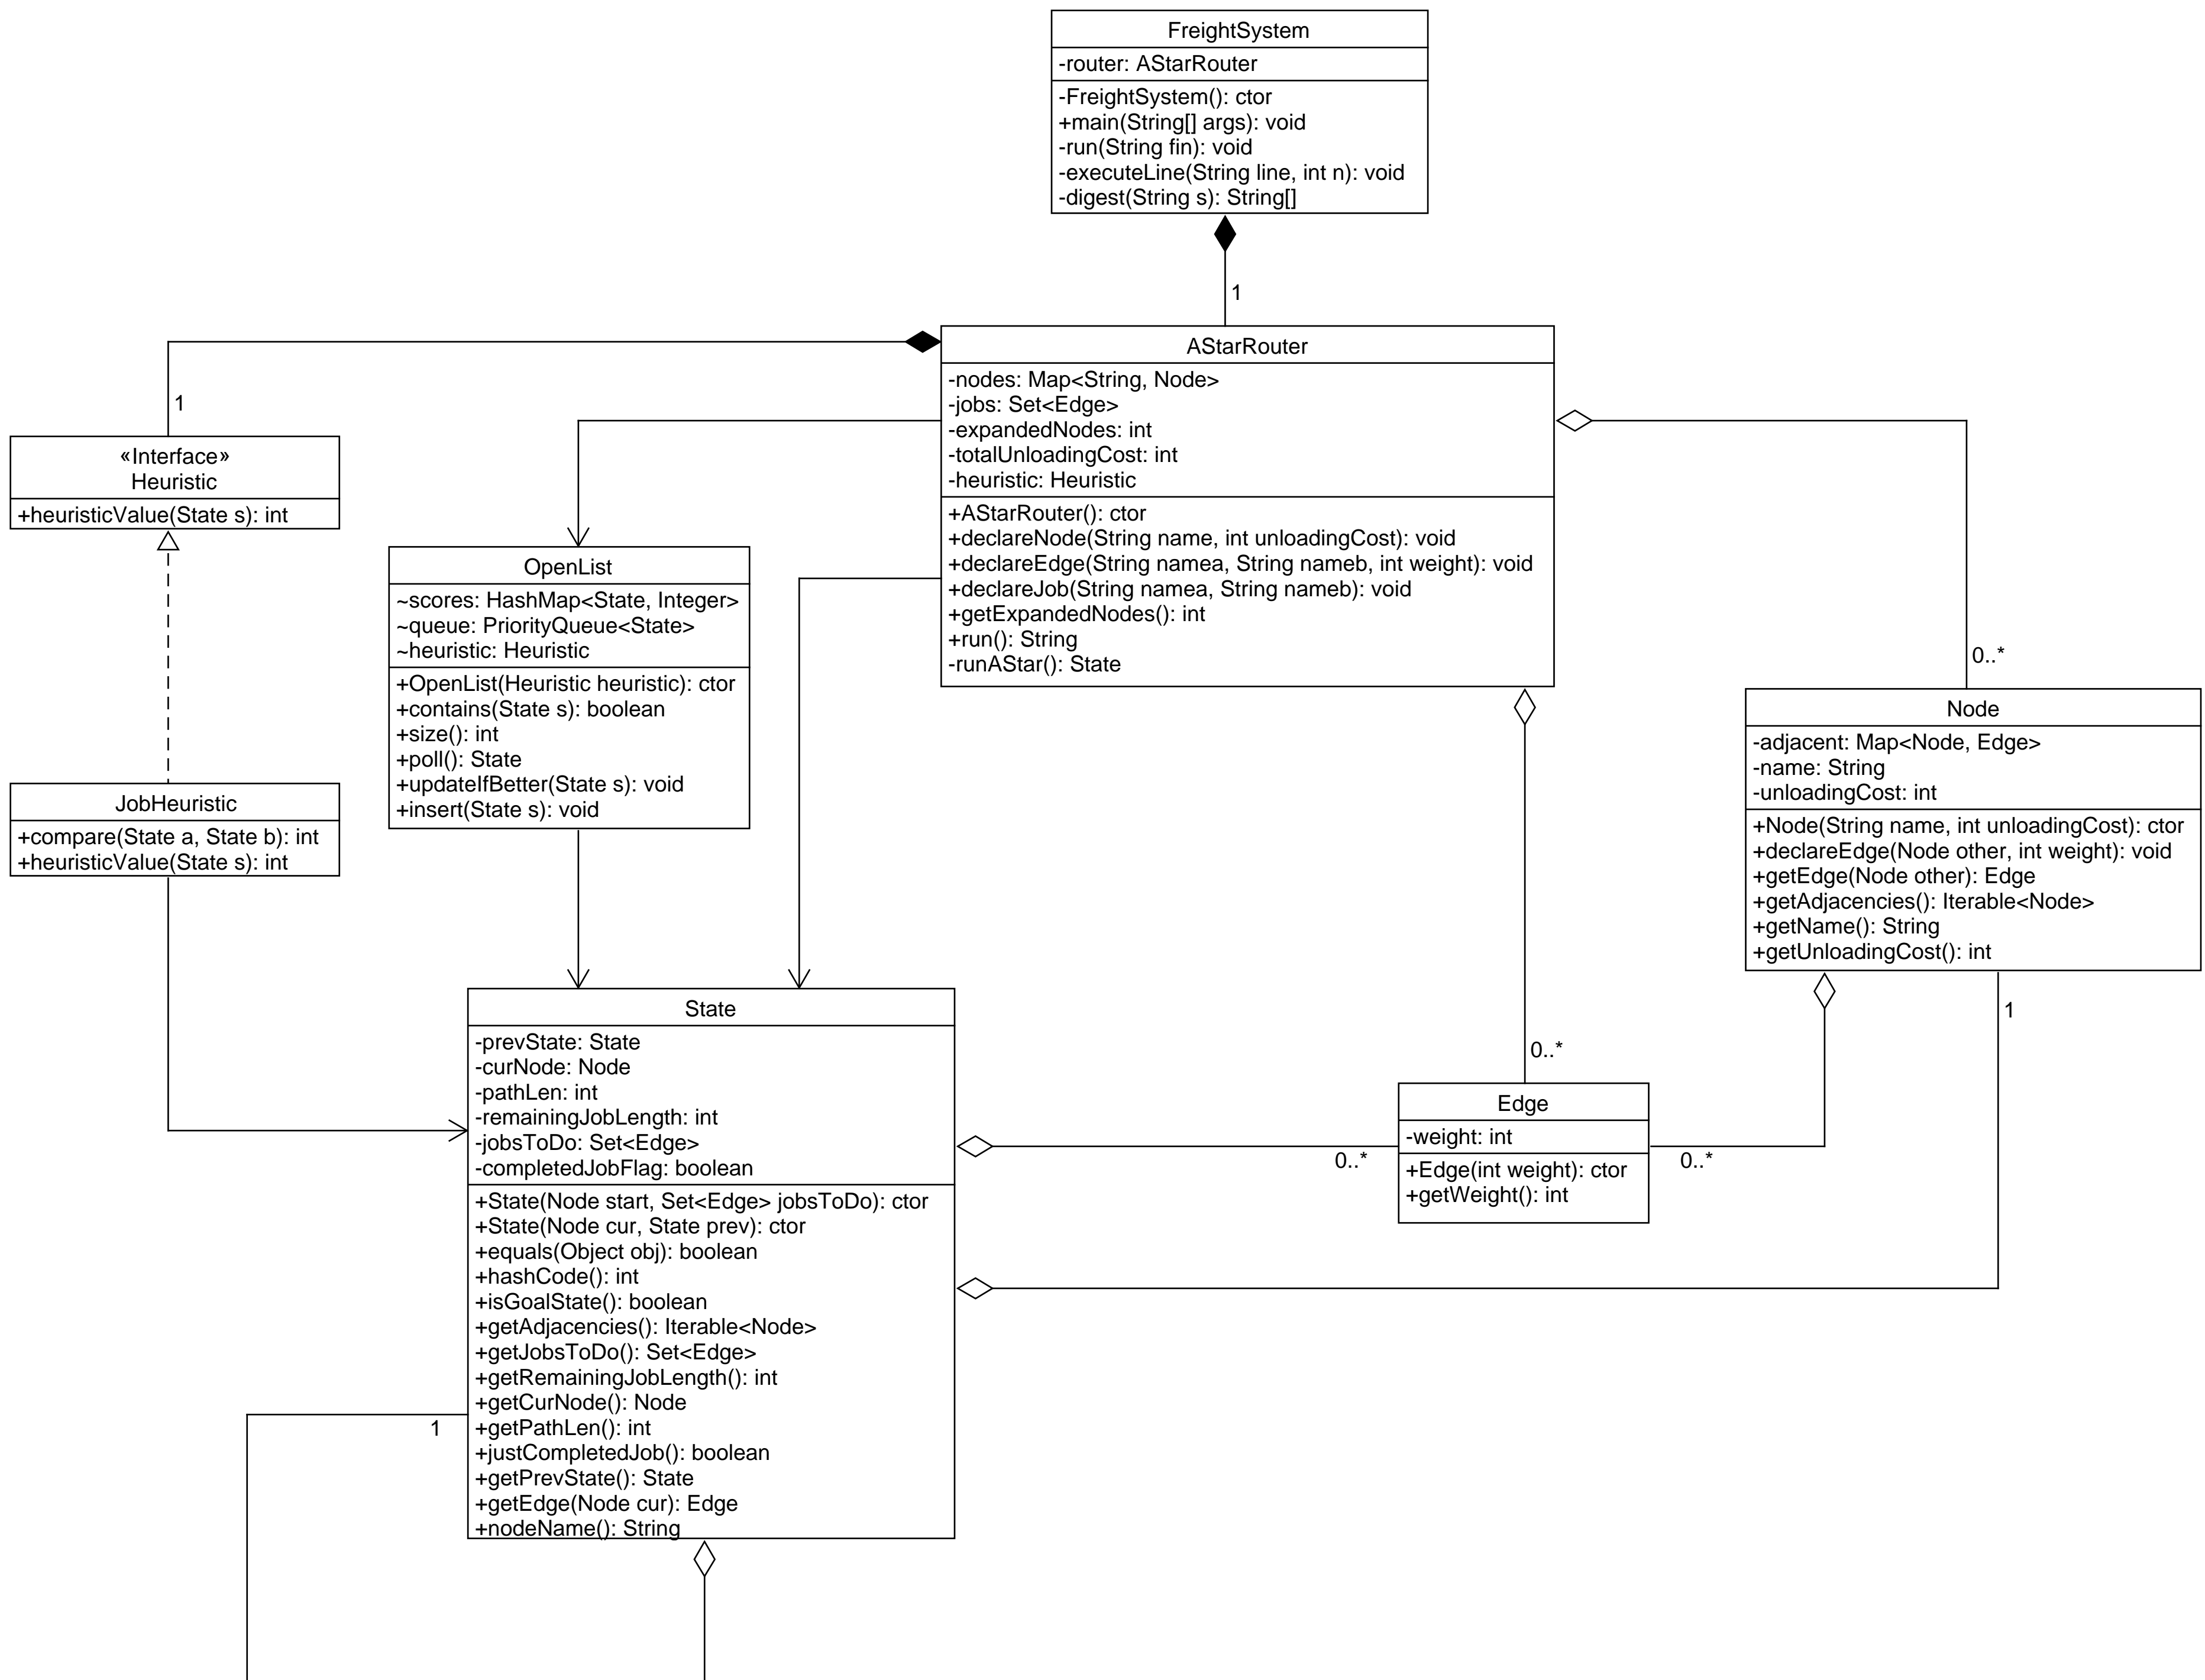 FreightSystem
-router: AStarRouter
-FreightSystem(): ctor
+main(String[] args): void
-run(String fin): void
-executeLine(String line, int n): void
-digest(String s): String[]
1
AStarRouter
-nodes: Map<String, Node>
-jobs: Set<Edge>
-expandedNodes: int
-totalUnloadingCost: int
-heuristic: Heuristic
+AStarRouter(): ctor
+declareNode(String name, int unloadingCost): void
+declareEdge(String namea, String nameb, int weight): void
+declareJob(String namea, String nameb): void
+getExpandedNodes(): int
+run(): String
-runAStar(): State
1
«Interface»
Heuristic
+heuristicValue(State s): int
OpenList
~scores: HashMap<State, Integer>
~queue: PriorityQueue<State>
~heuristic: Heuristic
+OpenList(Heuristic heuristic): ctor
+contains(State s): boolean
+size(): int
+poll(): State
+updateIfBetter(State s): void
+insert(State s): void
0..*
Node
-adjacent: Map<Node, Edge>
-name: String
-unloadingCost: int
+Node(String name, int unloadingCost): ctor
+declareEdge(Node other, int weight): void
+getEdge(Node other): Edge
+getAdjacencies(): Iterable<Node>
+getName(): String
+getUnloadingCost(): int
JobHeuristic
+compare(State a, State b): int
+heuristicValue(State s): int
1
State
-prevState: State
-curNode: Node
-pathLen: int
-remainingJobLength: int
-jobsToDo: Set<Edge>
-completedJobFlag: boolean
+State(Node start, Set<Edge> jobsToDo): ctor
+State(Node cur, State prev): ctor
+equals(Object obj): boolean
+hashCode(): int
+isGoalState(): boolean
+getAdjacencies(): Iterable<Node>
+getJobsToDo(): Set<Edge>
+getRemainingJobLength(): int
+getCurNode(): Node
+getPathLen(): int
+justCompletedJob(): boolean
+getPrevState(): State
+getEdge(Node cur): Edge
+nodeName(): String
0..*
Edge
-weight: int
+Edge(int weight): ctor
+getWeight(): int
0..*
0..*
1